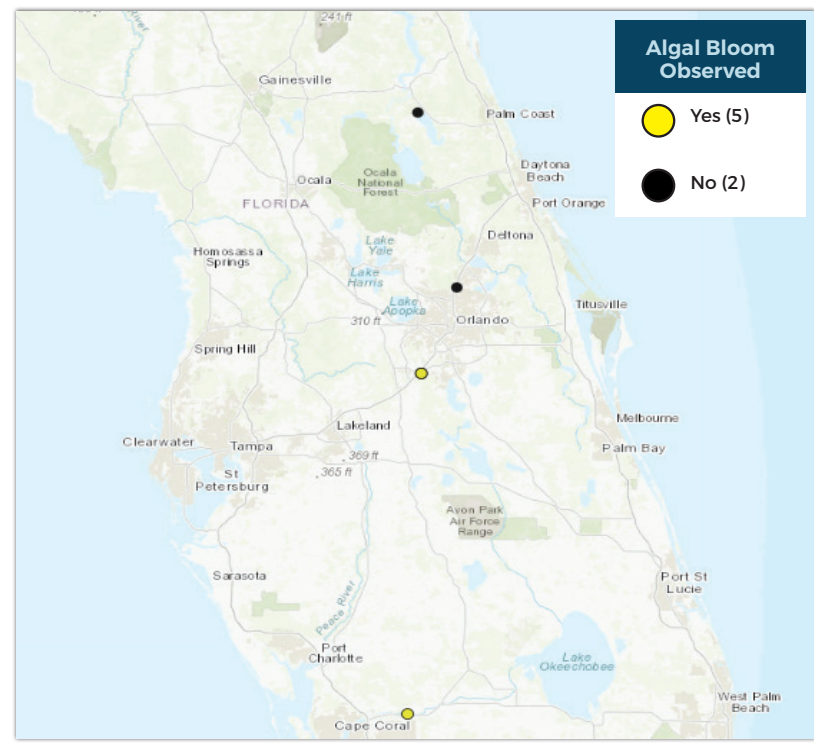 241 ft
River
Gainesville
Palm Coast
Ocala
National
Forest
Daytona
Beach
Ocala
FLORIDA
Port Orange
Deltona
Lake
Yale
Homosassa
Springs
Lake
Harris
Lake
Apopka
Titusville
310 ft
Orlando
Spring Hill
Lakeland
Melbourne
Clearwater
Tampa
Palm Bay
369 ft
365 ft
St
Petersburg
Avon Park
Air Force
Range
Sarasota
Port St
Lucie
Peace River
Port
Charlotte
Lake
Okeechobee
West Palm
Beach
Cape Coral
Algal Bloom
Observed
Yes (5)
No (2)